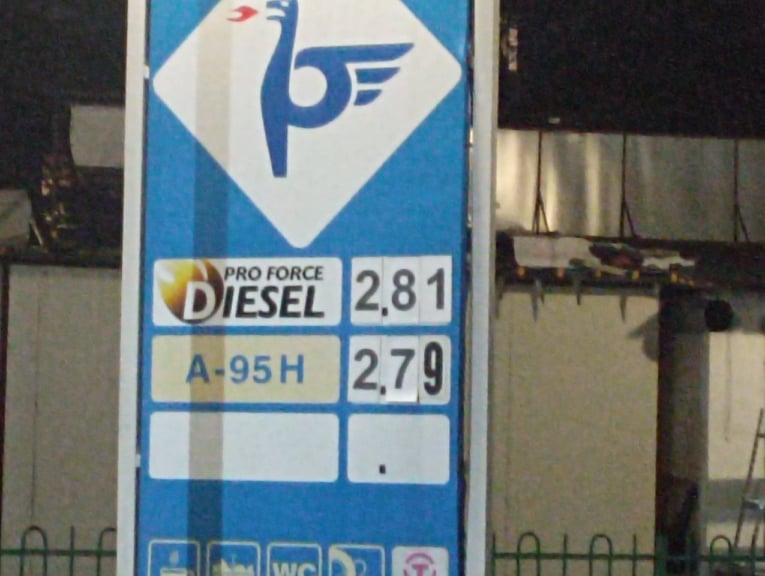 PRO FORCE
DIESEL 2.81
A-95H 2.79
.
WC
T